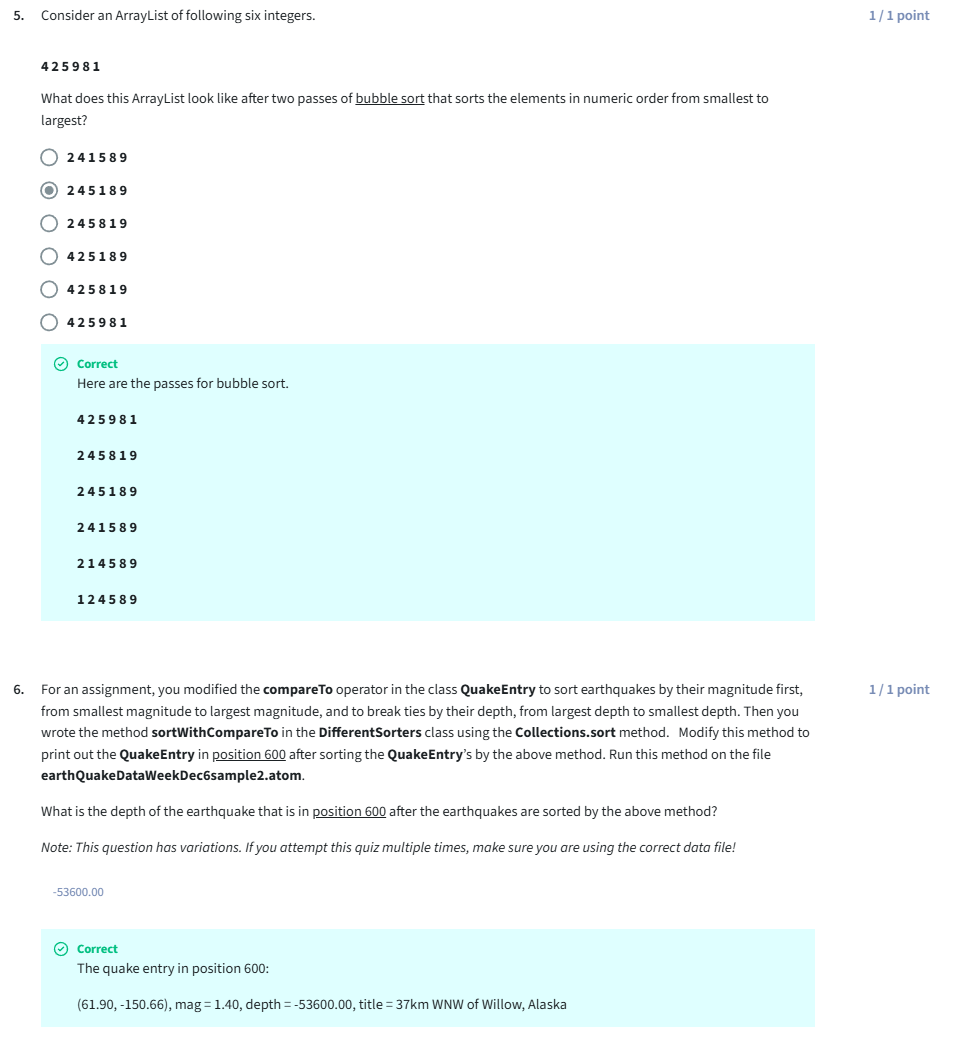 5. Consider an ArrayList of following six integers. 1 / 1 point
4 2 5 9 8 1
What does this ArrayList look like after two passes of bubble sort that sorts the elements in numeric order from smallest to
largest?
2 4 1 5 8 9
2 4 5 1 8 9
2 4 5 8 1 9
4 2 5 1 8 9
4 2 5 8 1 9
4 2 5 9 8 1
Correct
Here are the passes for bubble sort.
4 2 5 9 8 1
2 4 5 8 1 9
2 4 5 1 8 9
2 4 1 5 8 9
2 1 4 5 8 9
1 2 4 5 8 9
6. For an assignment, you modified the compareTo operator in the class QuakeEntry to sort earthquakes by their magnitude first, 1 / 1 point
from smallest magnitude to largest magnitude, and to break ties by their depth, from largest depth to smallest depth. Then you
wrote the method sortWithCompareTo in the DifferentSorters class using the Collections.sort method. Modify this method to
print out the QuakeEntry in position 600 after sorting the QuakeEntry's by the above method. Run this method on the file
earthQuakeDataWeekDec6sample2.atom.
What is the depth of the earthquake that is in position 600 after the earthquakes are sorted by the above method?
Note: This question has variations. If you attempt this quiz multiple times, make sure you are using the correct data file!
-53600.00
Correct
The quake entry in position 600:
(61.90, -150.66), mag = 1.40, depth = -53600.00, title = 37km WNW of Willow, Alaska